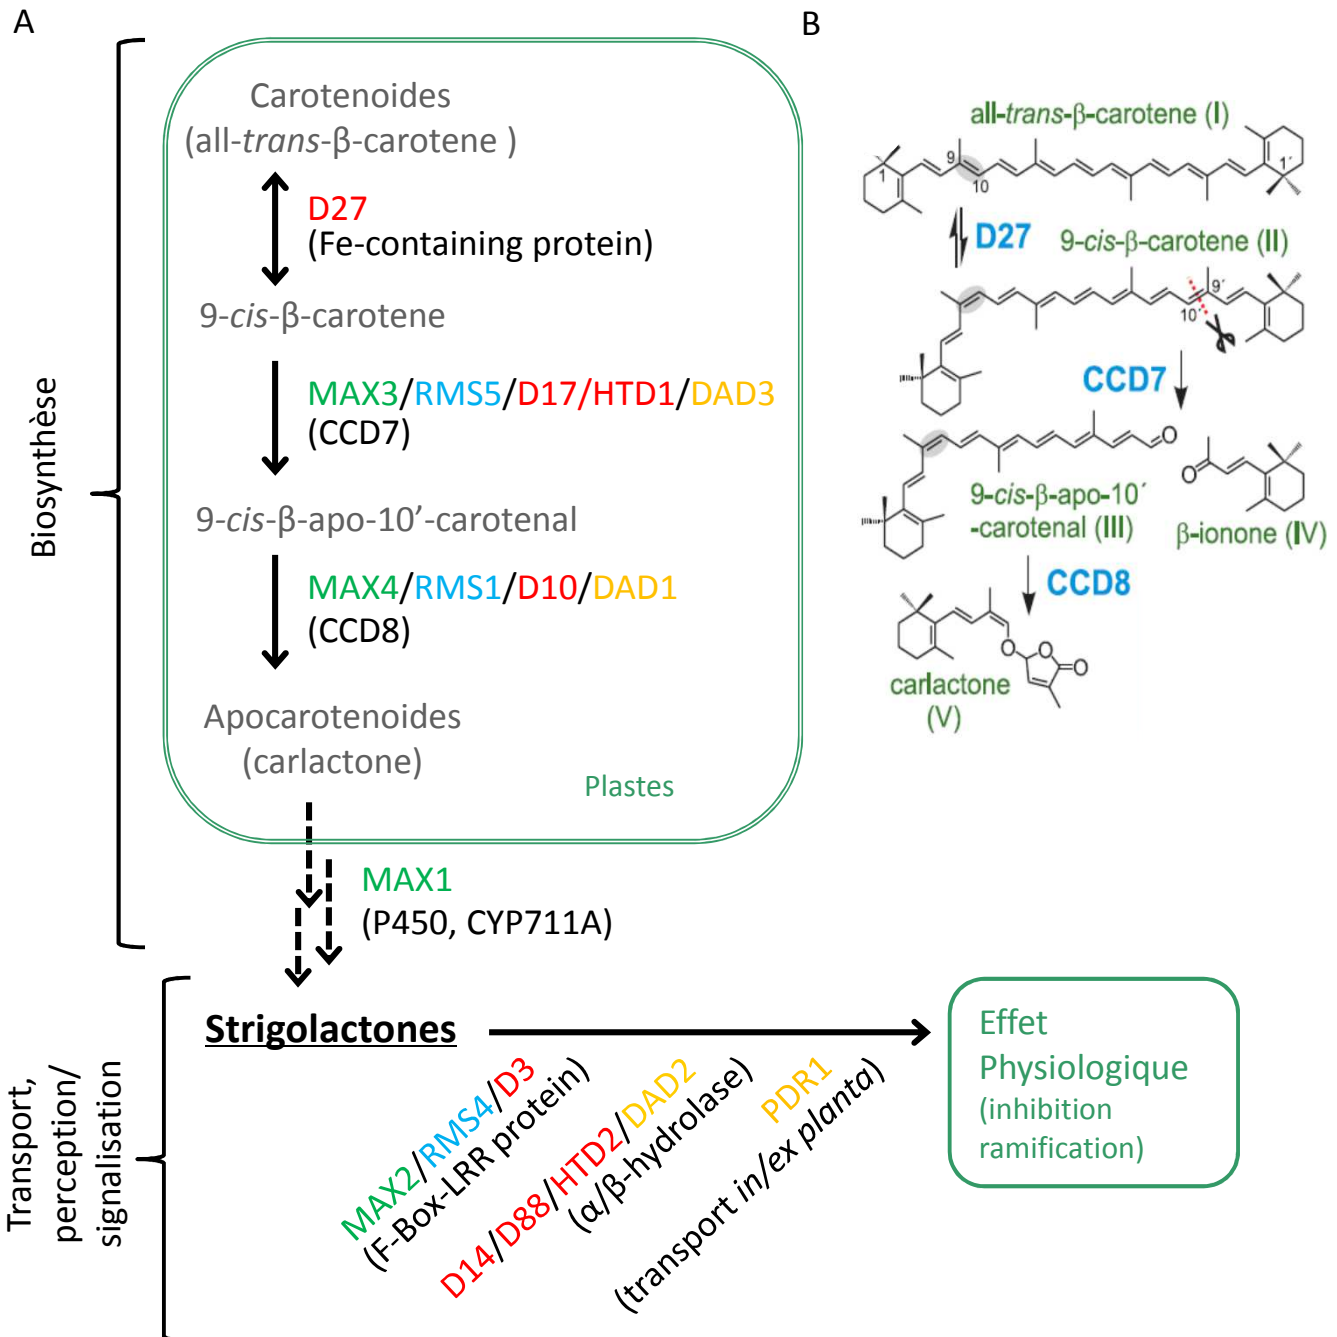 A
Carotenoides
(all-trans-β-carotene )
D27
(Fe-containing protein)
9-cis-β-carotene
MAX3/RMS5/D17/HTD1/DAD3
(CCD7)
9-cis-β-apo-10’-carotenal
MAX4/RMS1/D10/DAD1
(CCD8)
Apocarotenoides
(carlactone)
Plastes
MAX1
(P450, CYP711A)
Biosynthèse
Strigolactones
MAX2/RMS4/D3
(F-Box-LRR protein)
D14/D88/HTD2/DAD2
(α/β-hydrolase)
PDR1
(transport in/ex planta)
Effet
Physiologique
(inhibition
ramification)
Transport,
perception/
signalisation
B
all-trans-β-carotene (I)
1
9
10
1´
D27
9-cis-β-carotene (II)
9´
10´
CCD7
O
O
9-cis-β-apo-10´
-carotenal (III)
β-ionone (IV)
CCD8
O
O
O
carlactone
(V)